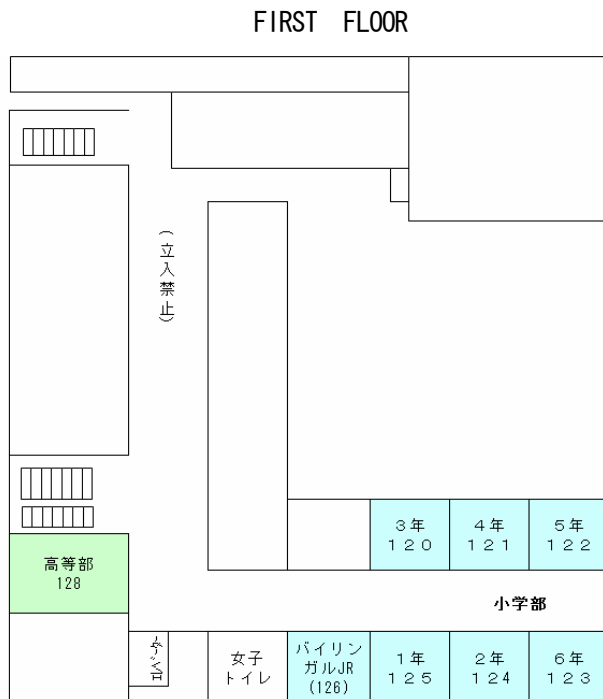 FIRST FLOOR
(立入禁止)
3年
120
4年
121
5年
122
高等部
128
小学部
女子
トイレ
バイリン
ガルJR
(126)
1年
125
2年
124
6年
123